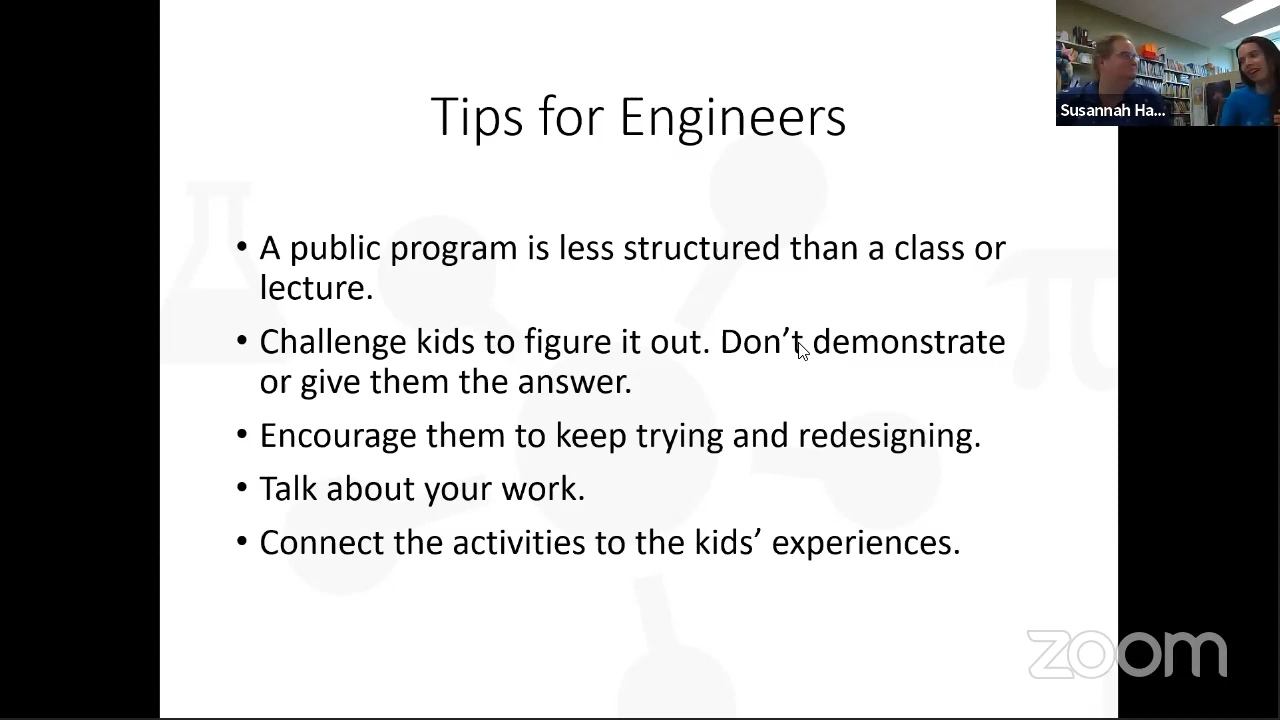 Tips for Engineers
Susannah Ha...
• A public program is less structured than a class or
lecture.
• Challenge kids to figure it out. Don’t demonstrate
or give them the answer.
• Encourage them to keep trying and redesigning.
• Talk about your work.
• Connect the activities to the kids’ experiences.
zoom